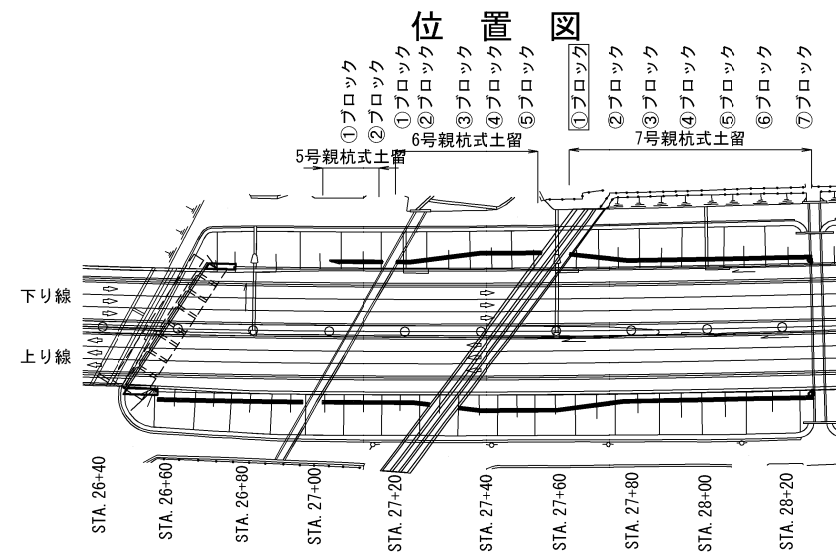 位置図
①ブロック
②ブロック
①ブロック
②ブロック
③ブロック
④ブロック
⑤ブロック
①ブロック
②ブロック
③ブロック
④ブロック
⑤ブロック
⑥ブロック
⑦ブロック
5号親杭式土留
6号親杭式土留
7号親杭式土留
下り線
上り線
STA. 26+40
STA. 26+60
STA. 26+80
STA. 27+00
STA. 27+20
STA. 27+40
STA. 27+60
STA. 27+80
STA. 28+00
STA. 28+20